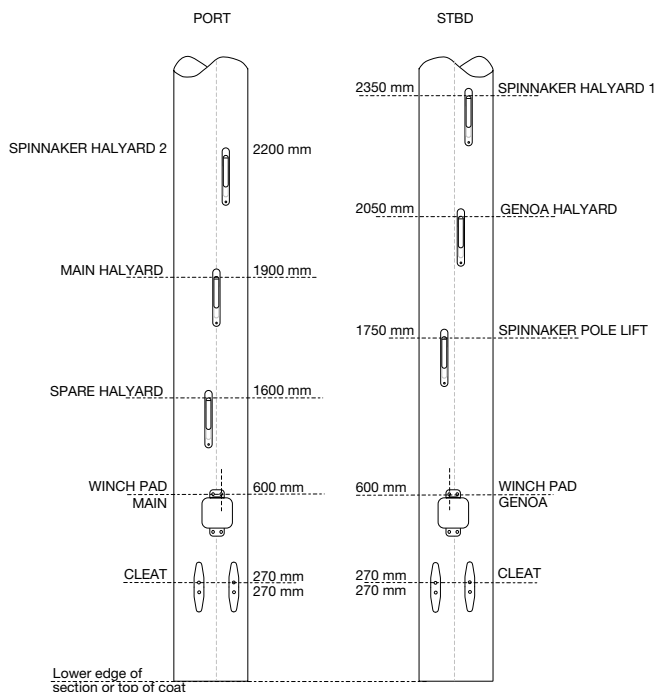 PORT
SPINNAKER HALYARD 2
2200 mm
MAIN HALYARD
1900 mm
SPARE HALYARD
1600 mm
WINCH PAD
MAIN
600 mm
CLEAT
270 mm
270 mm
Lower edge of
section or top of coat
STBD
2350 mm
SPINNAKER HALYARD 1
2050 mm
GENOA HALYARD
1750 mm
SPINNAKER POLE LIFT
600 mm
WINCH PAD
GENOA
270 mm
270 mm
CLEAT